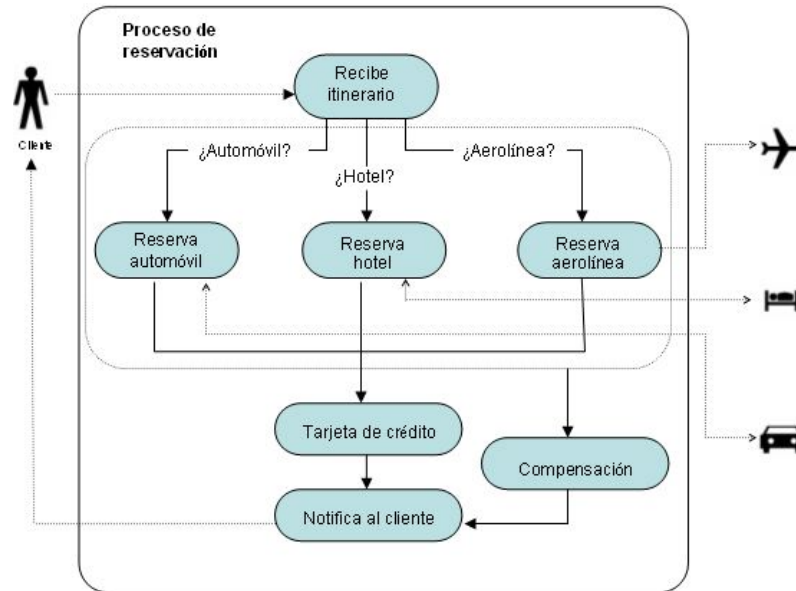 Proceso de
reservación
Recibe
itinerario
Cliente
¿Automóvil?
¿Hotel?
¿Aerolínea?
Reserva
automóvil
Reserva
hotel
Reserva
aerolínea
Tarjeta de crédito
Compensación
Notifica al cliente